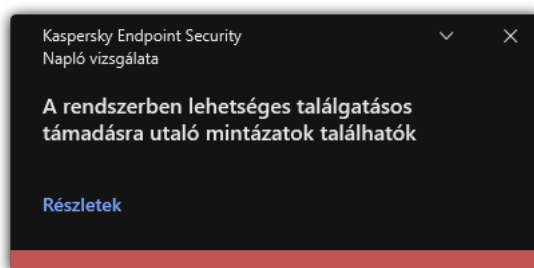 Kaspersky Endpoint Security
Napló vizsgálata
A rendszerben lehetséges találgatásos
támadásra utaló mintázatok találhatók
Részletek